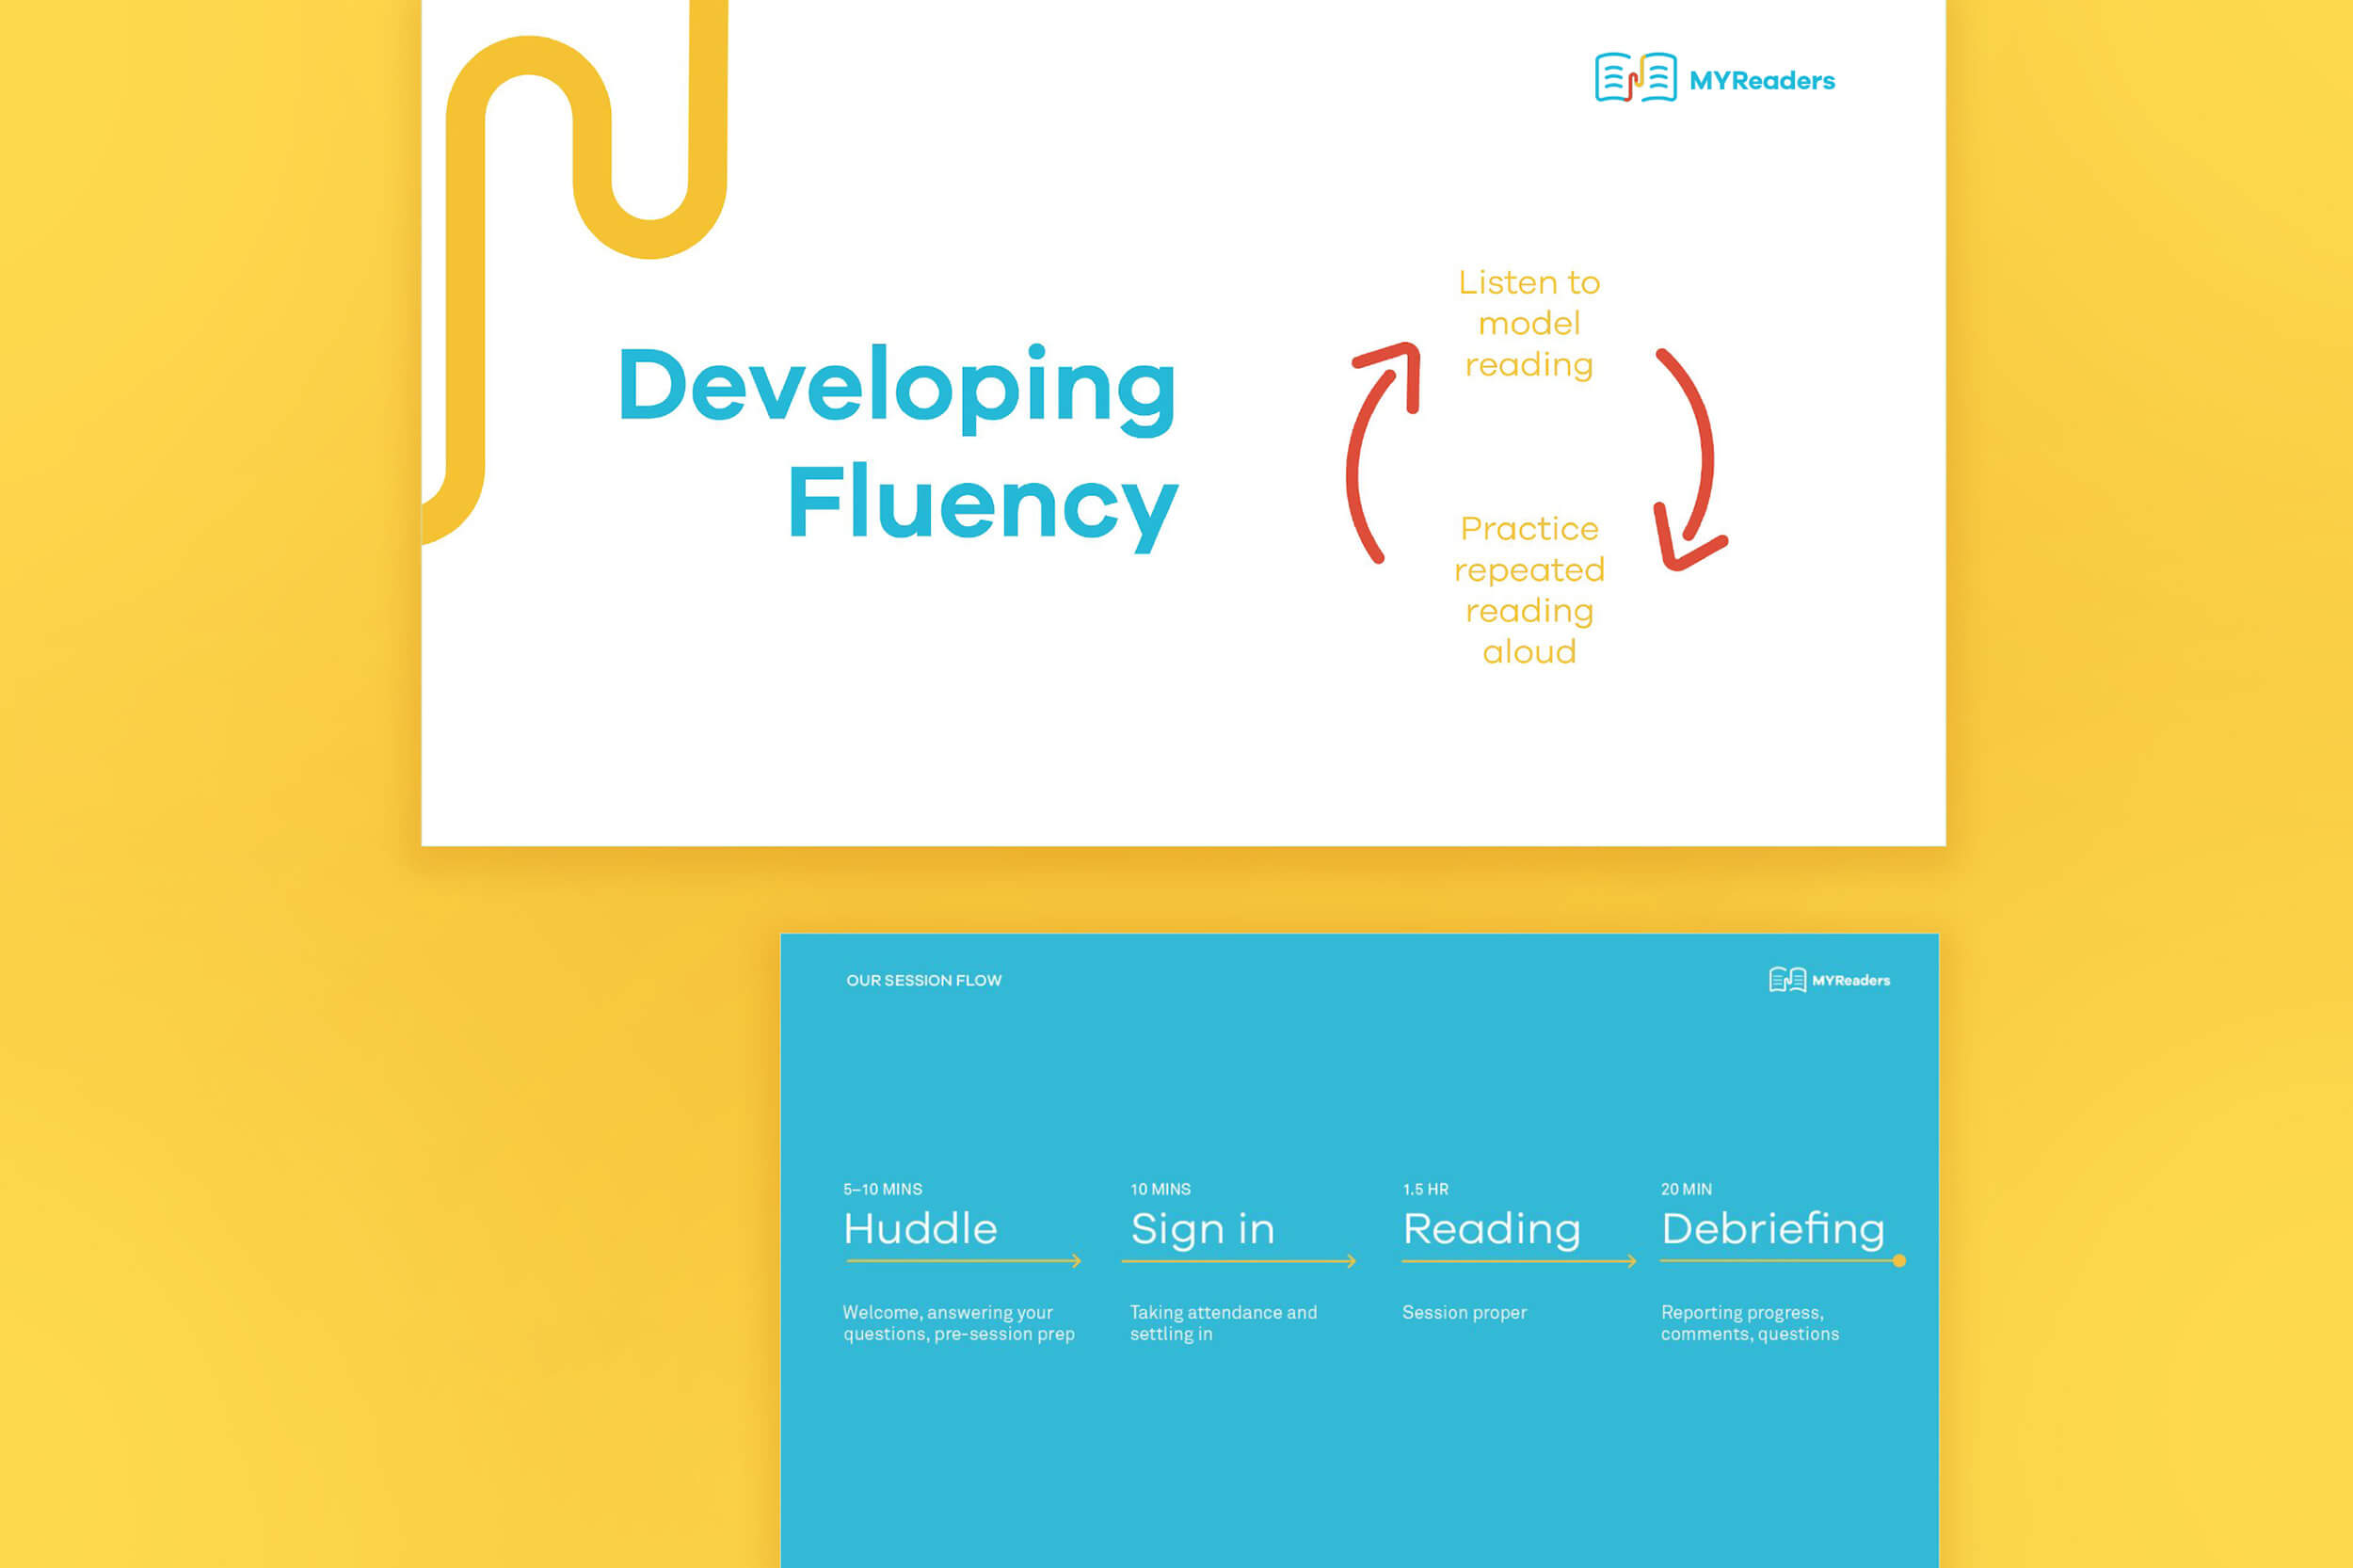 MYReaders
Developing
Fluency
Listen to
model
reading
Practice
repeated
reading
aloud
OUR SESSION FLOW
MYReaders
5–10 MINS
Huddle
Welcome, answering your
questions, pre-session prep
10 MINS
Sign in
Taking attendance and
settling in
1.5 HR
Reading
Session proper
20 MIN
Debriefing
Reporting progress,
comments, questions